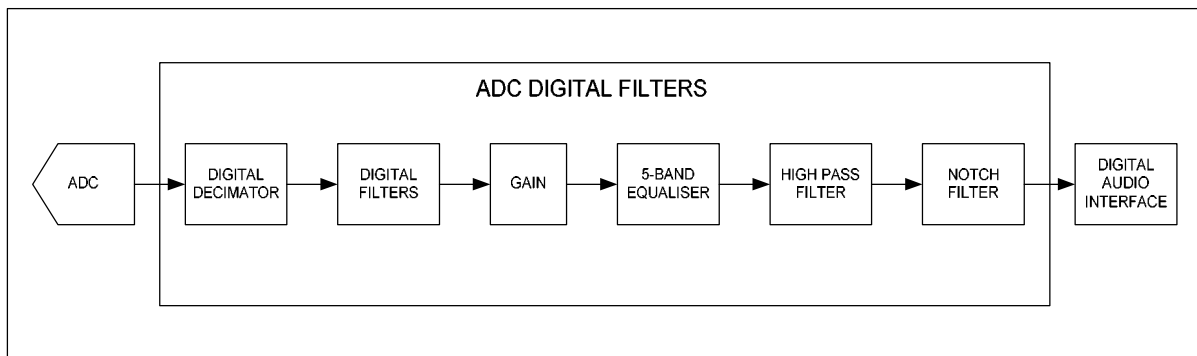 ADC DIGITAL FILTERS
ADC
DIGITAL
DECIMATOR
DIGITAL
FILTERS
GAIN
5-BAND
EQUALISER
HIGH PASS
FILTER
NOTCH
FILTER
DIGITAL
AUDIO
INTERFACE